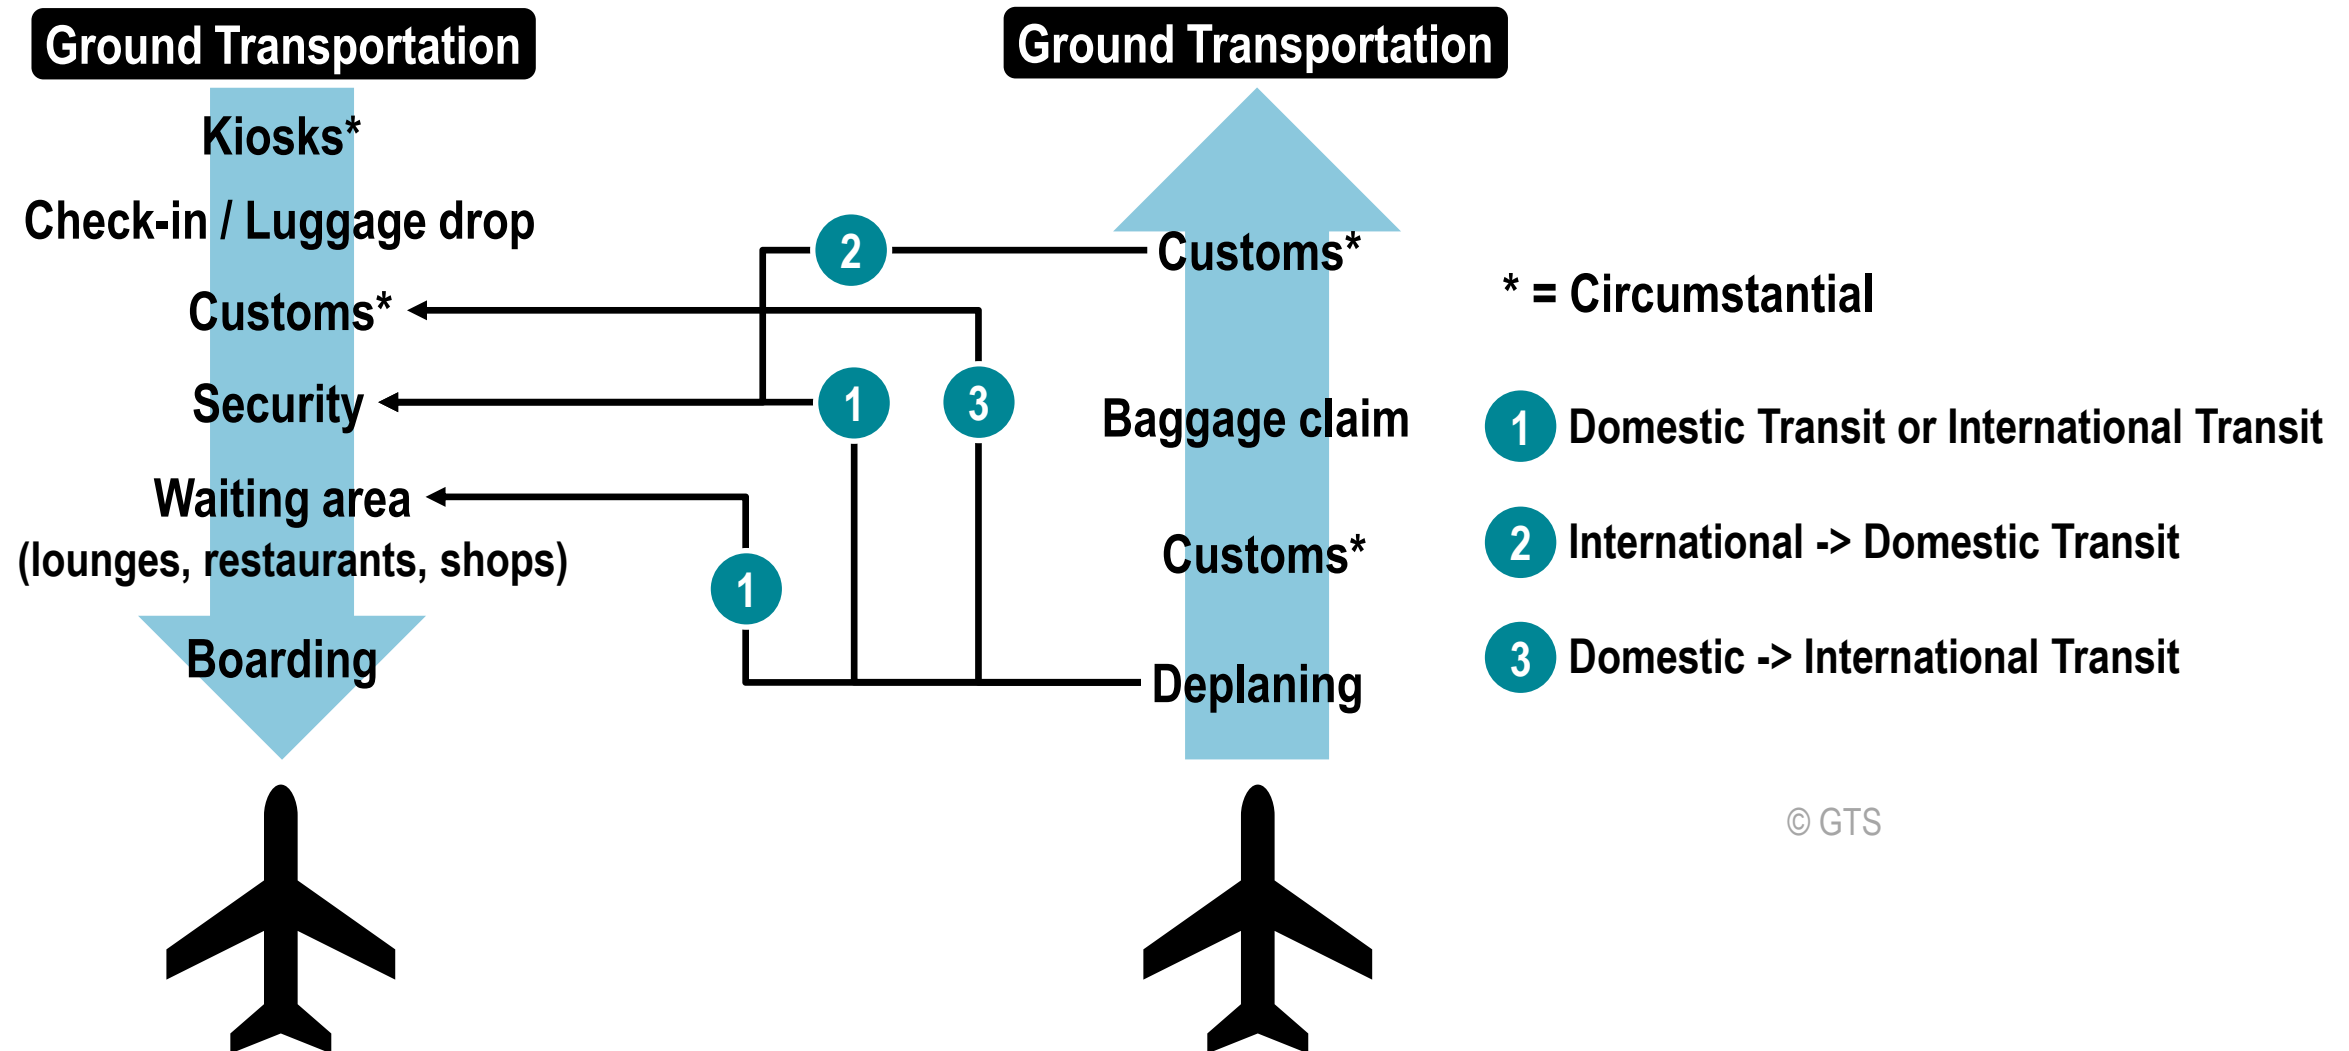 Ground Transportation
Kiosks*
Check-in / Luggage drop
Customs*
Security
Waiting area
(lounges, restaurants, shops)
Boarding
2
1
3
1
Ground Transportation
Customs*
Baggage claim
Customs*
Deplaning
* = Circumstantial
1 Domestic Transit or International Transit
2 International -> Domestic Transit
3 Domestic -> International Transit
© GTS